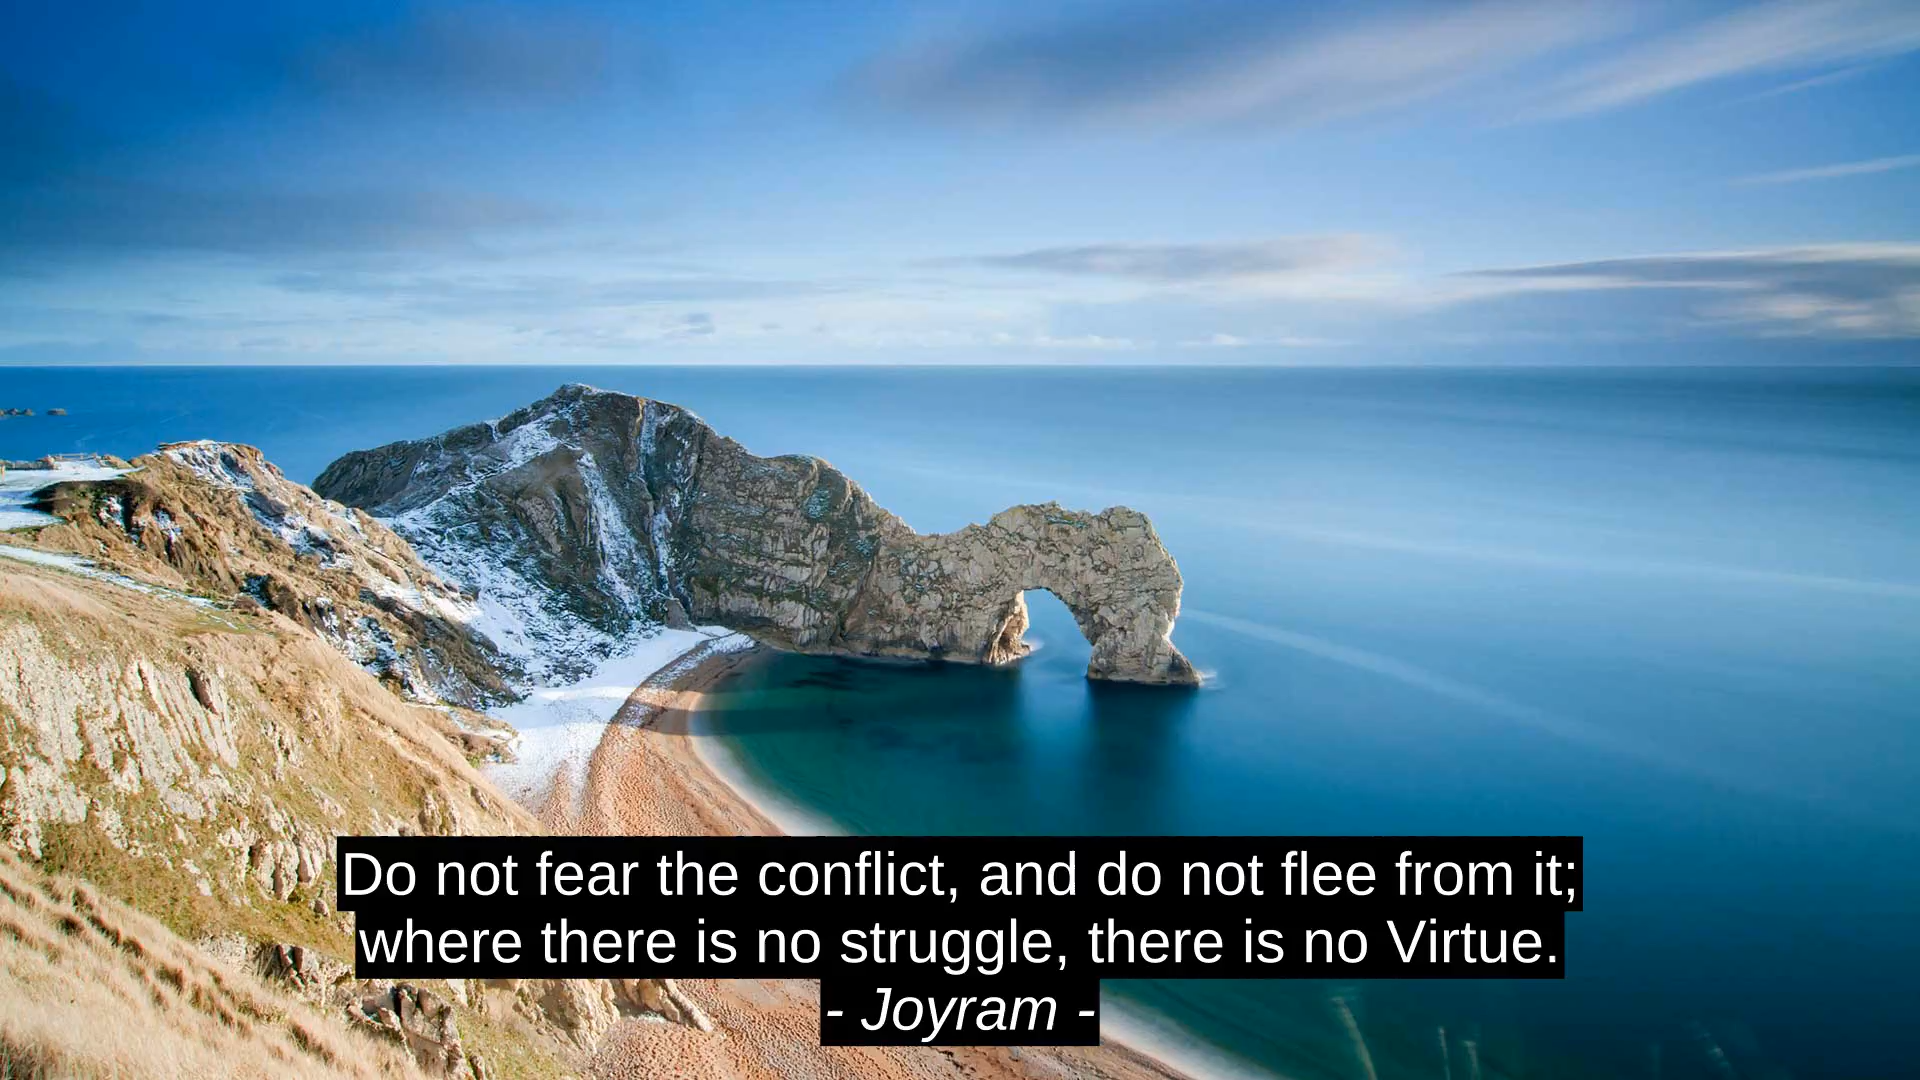 Do not fear the conflict, and do not flee from it;
where there is no struggle, there is no Virtue.
- Joyram -